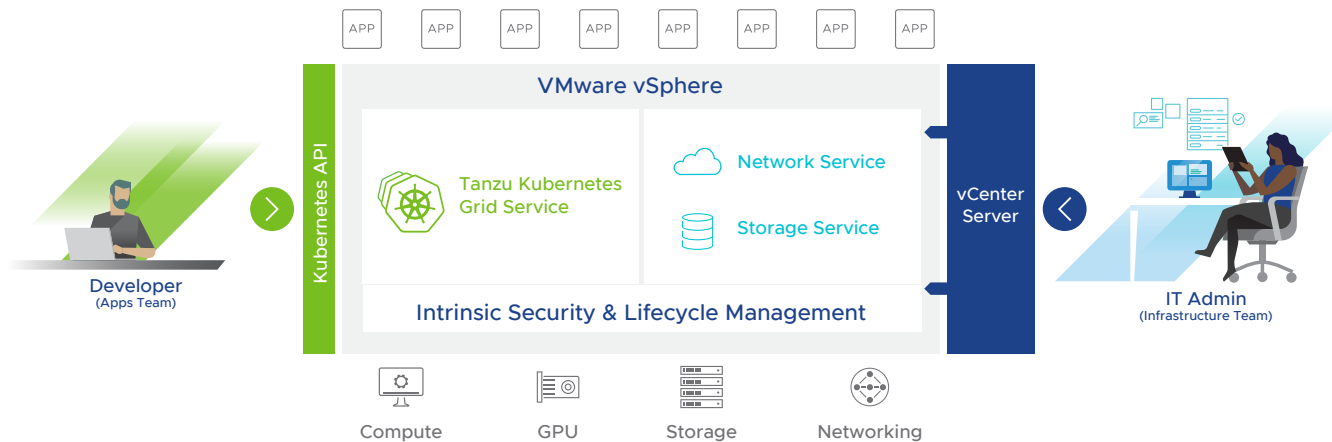 APP APP APP APP APP APP APP APP
VMware vSphere
Kubernetes API
Tanzu Kubernetes
Grid Service
Network Service
Storage Service
vCenter
Server
Intrinsic Security & Lifecycle Management
Developer
(Apps Team)
IT Admin
(Infrastructure Team)
Compute
GPU
Storage
Networking